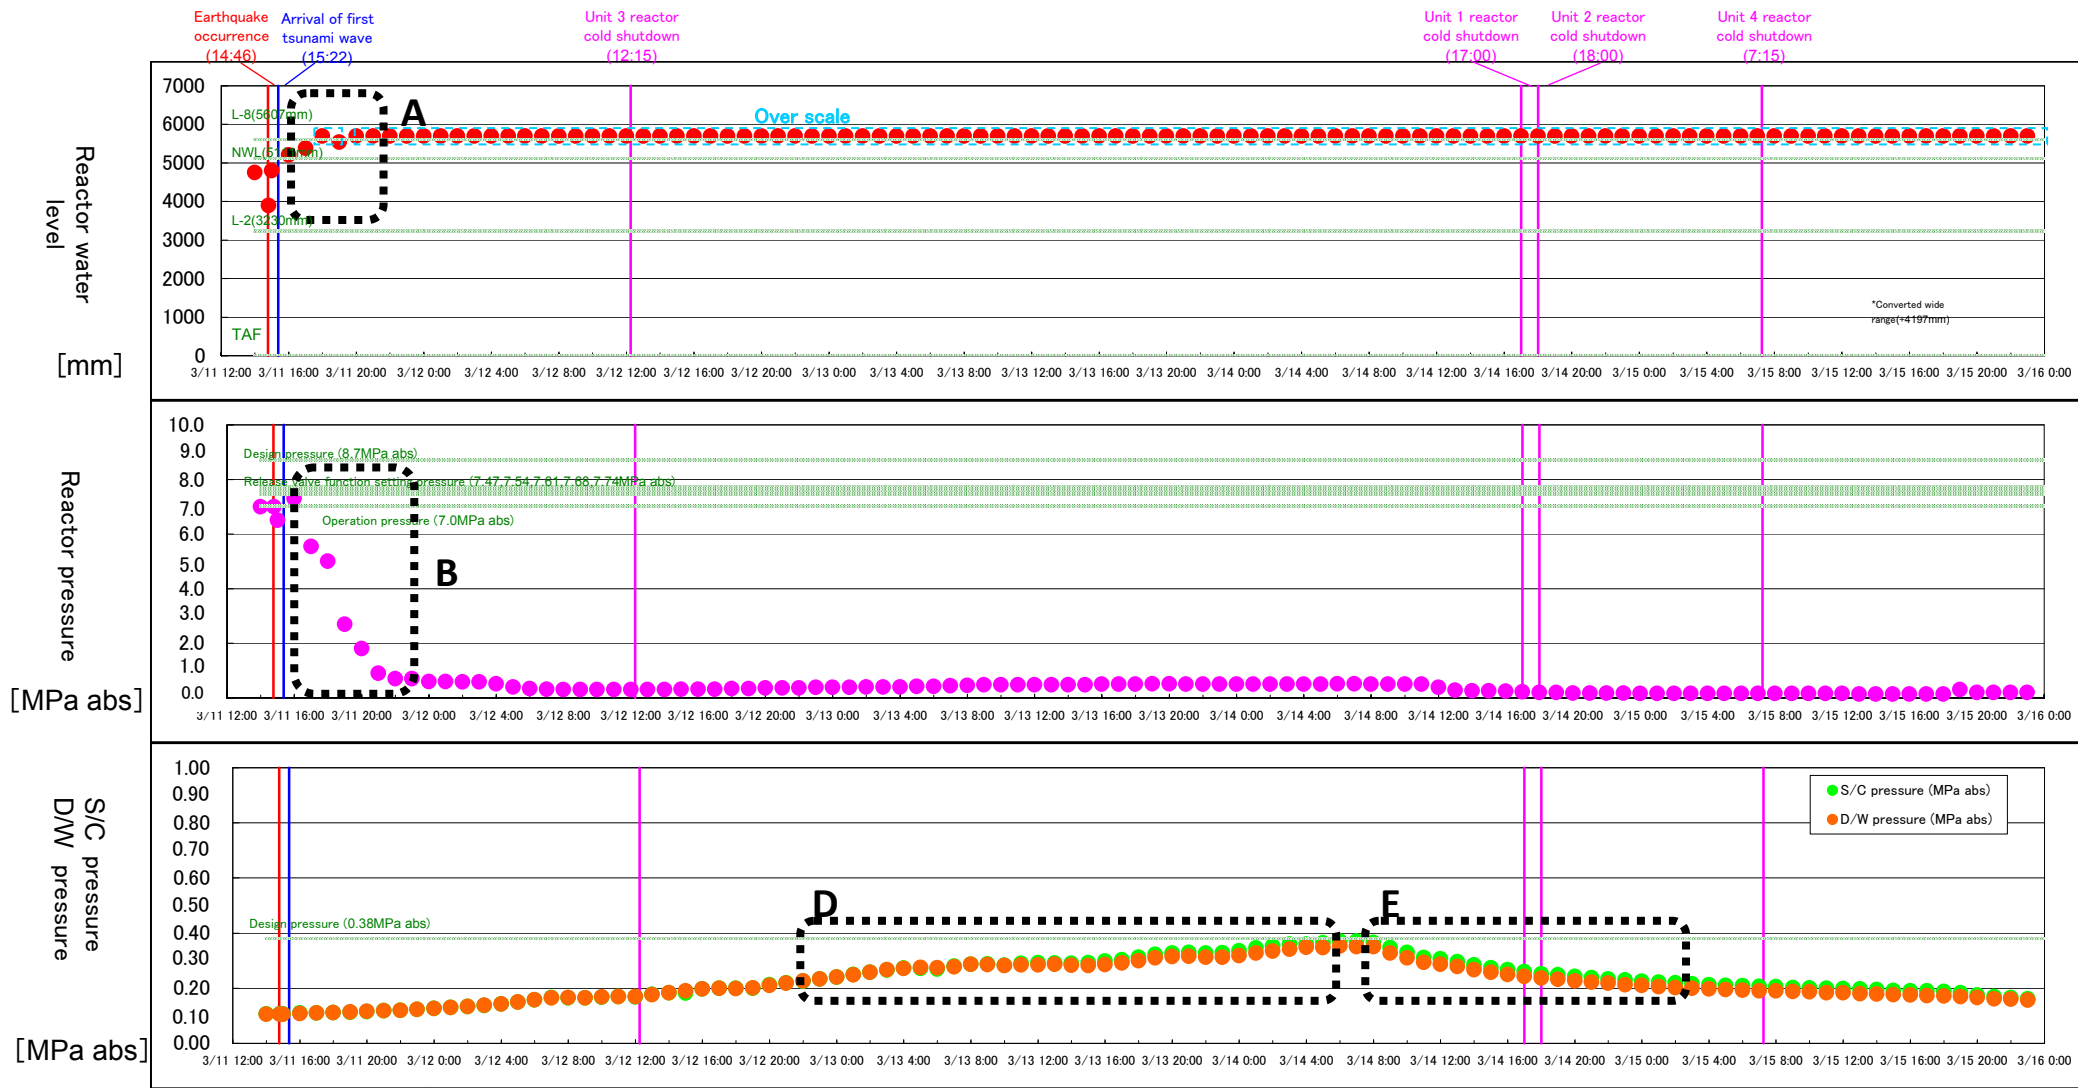 Earthquake
occurrence
(14:46)
Arrival of first
tsunami wave
(15:22)
Unit 3 reactor
cold shutdown
(12:15)
Unit 1 reactor
cold shutdown
(17:00)
Unit 2 reactor
cold shutdown
(18:00)
Unit 4 reactor
cold shutdown
(7:15)
Reactor water
level
[mm]
7000
6000
5000
4000
3000
2000
1000
0
L-8(5607mm)
NWL(51 mm)
L-2(3230mm)
TAF
A
Over scale
*Converted wide
range(+4197mm)
3/11 12:00 3/11 16:00 3/11 20:00 3/12 0:00 3/12 4:00 3/12 8:00 3/12 12:00 3/12 16:00 3/12 20:00 3/13 0:00 3/13 4:00 3/13 8:00 3/13 12:00 3/13 16:00 3/13 20:00 3/14 0:00 3/14 4:00 3/14 8:00 3/14 12:00 3/14 16:00 3/14 20:00 3/15 0:00 3/15 4:00 3/15 8:00 3/15 12:00 3/15 16:00 3/15 20:00 3/16 0:00
Reactor pressure
[MPa abs]
10.0
9.0
8.0
7.0
6.0
5.0
4.0
3.0
2.0
1.0
0.0
Design pressure (8.7MPa abs)
Release valve function setting pressure (7.47,7.54,7.61,7.68,7.74MPa abs)
Operation pressure (7.0MPa abs)
B
3/11 12:00 3/11 16:00 3/11 20:00 3/12 0:00 3/12 4:00 3/12 8:00 3/12 12:00 3/12 16:00 3/12 20:00 3/13 0:00 3/13 4:00 3/13 8:00 3/13 12:00 3/13 16:00 3/13 20:00 3/14 0:00 3/14 4:00 3/14 8:00 3/14 12:00 3/14 16:00 3/14 20:00 3/15 0:00 3/15 4:00 3/15 8:00 3/15 12:00 3/15 16:00 3/15 20:00 3/16 0:00
S/C pressure
D/W pressure
[MPa abs]
1.00
0.90
0.80
0.70
0.60
0.50
0.40
0.30
0.20
0.10
0.00
Design pressure (0.38MPa abs)
D
E
S/C pressure (MPa abs)
D/W pressure (MPa abs)
3/11 12:00 3/11 16:00 3/11 20:00 3/12 0:00 3/12 4:00 3/12 8:00 3/12 12:00 3/12 16:00 3/12 20:00 3/13 0:00 3/13 4:00 3/13 8:00 3/13 12:00 3/13 16:00 3/13 20:00 3/14 0:00 3/14 4:00 3/14 8:00 3/14 12:00 3/14 16:00 3/14 20:00 3/15 0:00 3/15 4:00 3/15 8:00 3/15 12:00 3/15 16:00 3/15 20:00 3/16 0:00